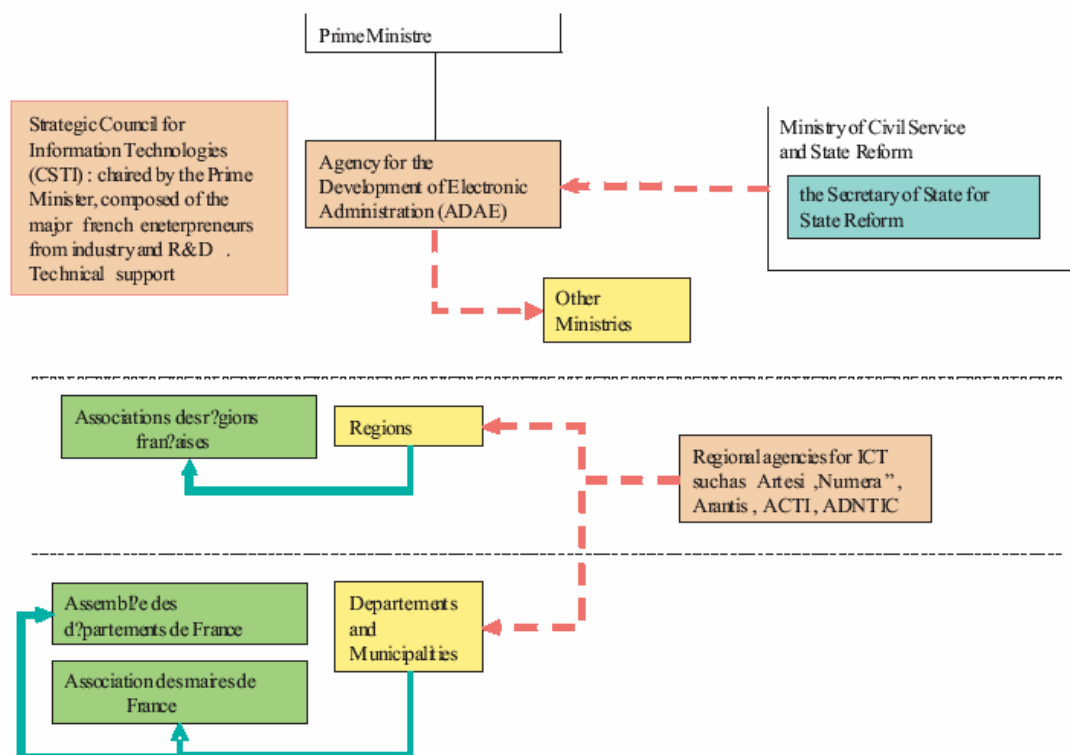 Prime Ministre
Strategic Council for
Information Technologies
(CSTI) : chaired by the Prime
Minister, composed of the
major french eneterpreneurs
from industry and R&D .
Technical support
Agency for the
Development of Electronic
Administration (ADAE)
Ministry of Civil Service
and State Reform
the Secretary of State for
State Reform
Other
Ministries
Associations des r?gions
fran?aises
Regions
Regional agencies for ICT
such as Artesi ,Numera”,
Arantis , ACTI, ADNTIC
Assembl?e des
d?partements de France
Departements
and
Municipalities
Association des maires de
France